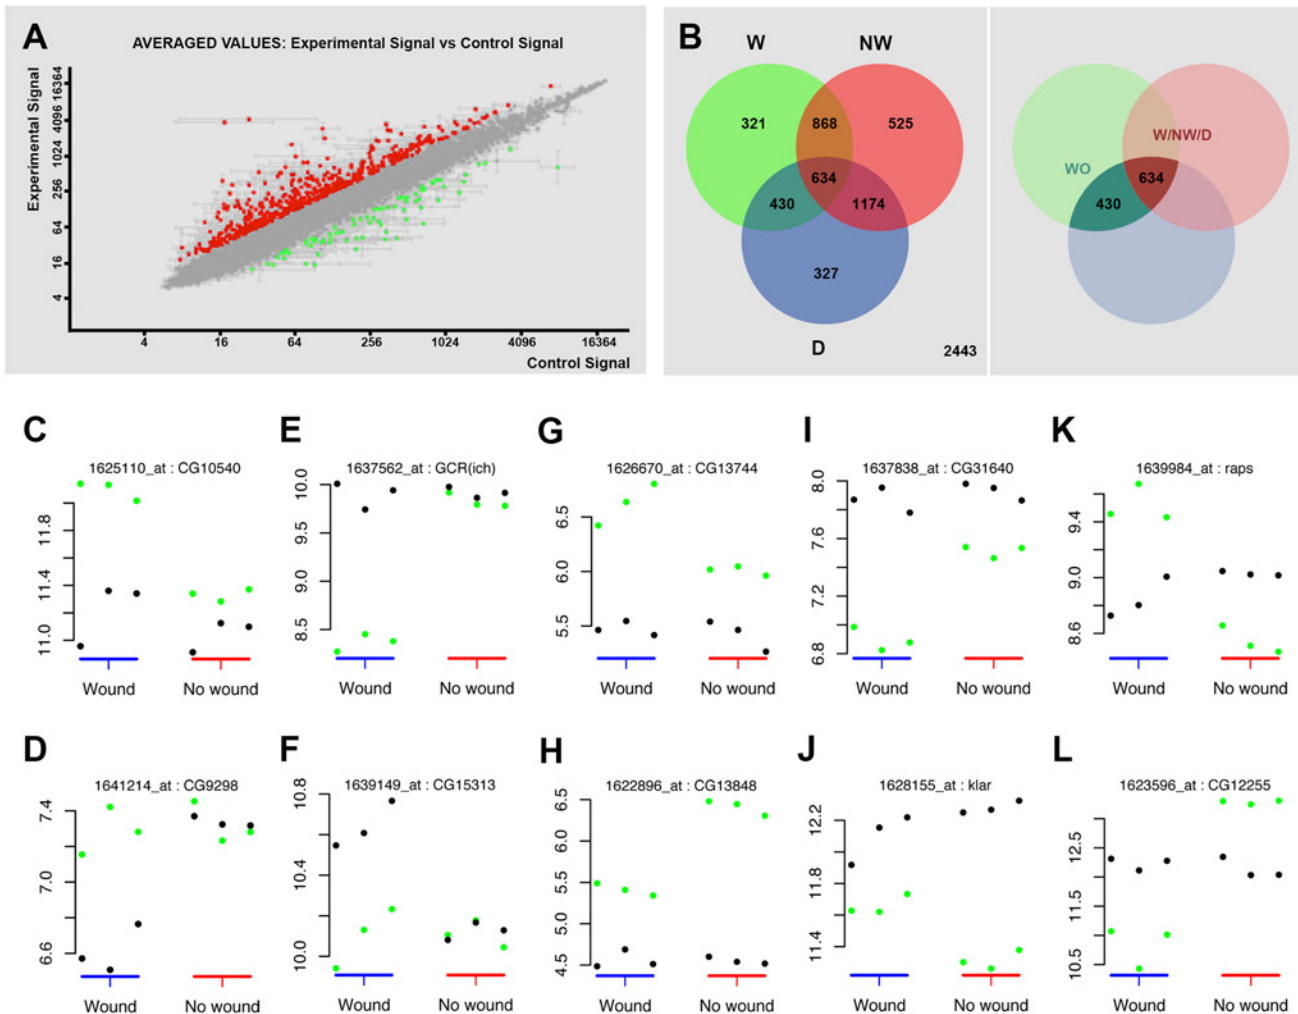 A
AVERAGED VALUES: Experimental Signal vs Control Signal
Experimental Signal
16364
4096
1024
256
64
16
4
4 16 64 256 1024 4096 16364
Control Signal
B
W NW
321 868 525
634
430 1174
327
D
2443
W/NW/D
WO
634
430
C
1625110_at : CG10540
11.8
11.4
11.0
Wound No wound
E
1637562_at : GCR(ich)
10.0
9.5
9.0
8.5
Wound No wound
G
1626670_at : CG13744
6.5
6.0
5.5
Wound No wound
I
1637838_at : CG31640
8.0
7.6
7.2
6.8
Wound No wound
K
1639984_at : raps
9.4
9.0
8.6
Wound No wound
D
1641214_at : CG9298
7.4
7.0
6.6
Wound No wound
F
1639149_at : CG15313
10.8
10.4
10.0
Wound No wound
H
1622896_at : CG13848
6.5
6.0
5.5
5.0
4.5
Wound No wound
J
1628155_at : klar
12.2
11.8
11.4
Wound No wound
L
1623596_at : CG12255
12.5
11.5
10.5
Wound No wound